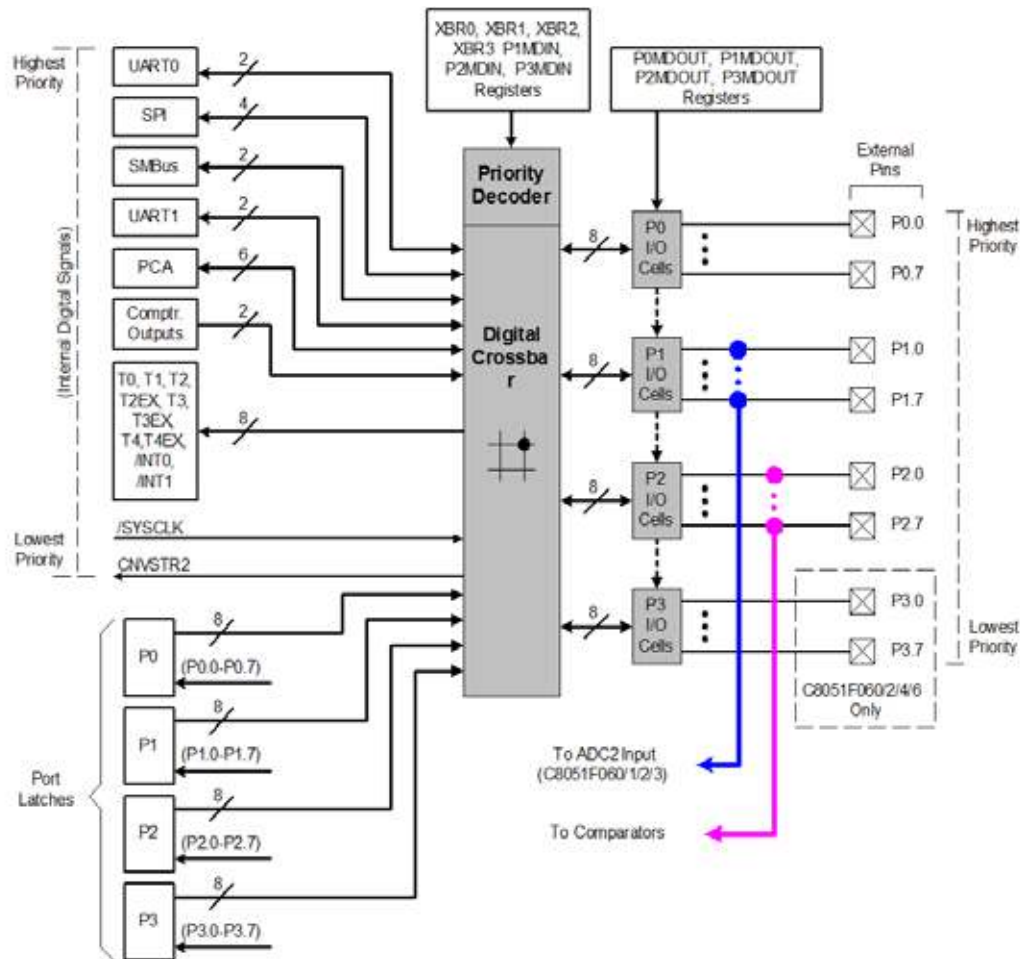 XBR0, XBR1, XBR2,
XBR3 P1MDIN,
P2MDIN, P3MDIN
Registers
P0MDOUT, P1MDOUT,
P2MDOUT, P3MDOUT
Registers
Highest
Priority
(Internal Digital Signals)
Lowest
Priority
UART0
2
SPI
4
SMBus
2
UART1
2
PCA
6
Comptr.
Outputs
2
T0, T1, T2,
T2EX, T3,
T3EX,
T4,T4EX,
/INT0,
/INT1
8
/SYSCLK
CNVSTR2
Priority
Decoder
Digital
Crossba
r
8
P0
I/O
Cells
8
P1
I/O
Cells
8
P2
I/O
Cells
8
P3
I/O
Cells
External
Pins
P0.0
P0.7
P1.0
P1.7
P2.0
P2.7
P3.0
P3.7
C8051F060/2/4/6
Only
Highest
Priority
Lowest
Priority
Port
Latches
P0
8
(P0.0-P0.7)
P1
8
(P1.0-P1.7)
P2
8
(P2.0-P2.7)
P3
8
(P3.0-P3.7)
To ADC2 Input
(C8051F060/1/2/3)
To Comparators